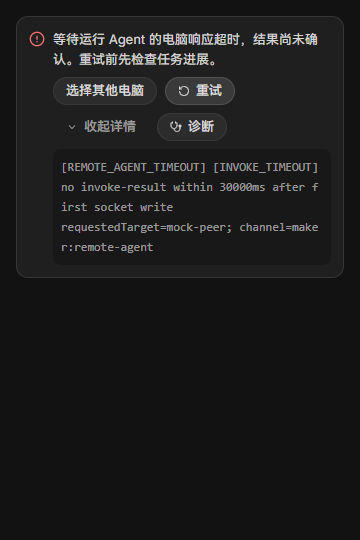 等待运行 Agent 的电脑响应超时，结果尚未确
认。重试前先检查任务进展。
选择其他电脑 重试
收起详情 诊断
[REMOTE_AGENT_TIMEOUT] [INVOKE_TIMEOUT]
no invoke-result within 30000ms after f
irst socket write
requestedTarget=mock-peer; channel=make
r:remote-agent